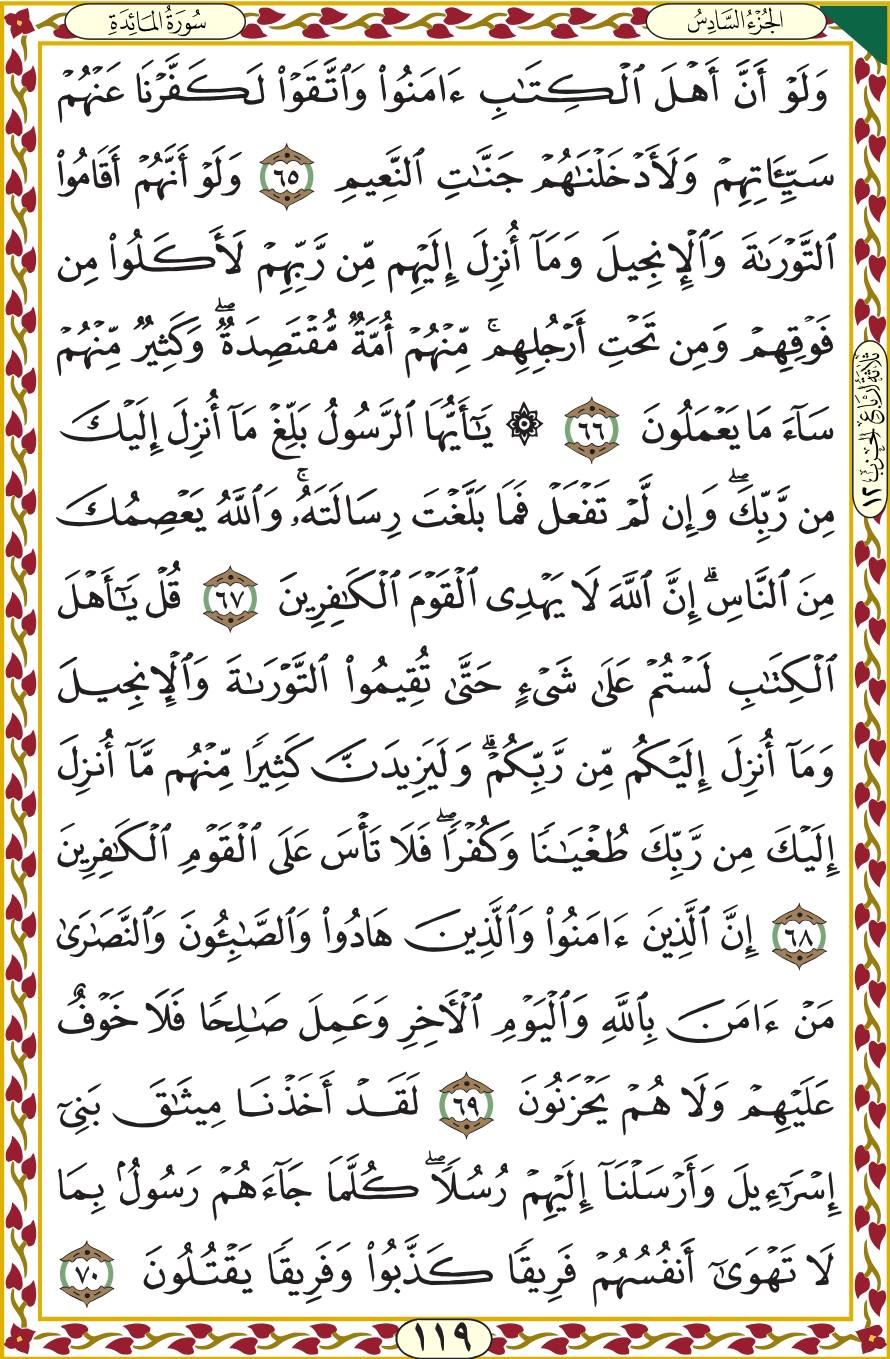 الجُزْءُ السَّادِسُ
سُورَةُ المَائِدَةِ
وَلَوْ أَنَّ أَهْلَ ٱلْكِتَٰبِ ءَامَنُوا۟ وَٱتَّقَوْا۟ لَكَفَّرْنَا عَنْهُمْ
سَيِّـَٔاتِهِمْ وَلَأَدْخَلْنَٰهُمْ جَنَّٰتِ ٱلنَّعِيمِ ٦٥ وَلَوْ أَنَّهُمْ أَقَامُوا۟
ٱلتَّوْرَىٰةَ وَٱلْإِنجِيلَ وَمَآ أُنزِلَ إِلَيْهِم مِّن رَّبِّهِمْ لَأَكَلُوا۟ مِن
فَوْقِهِمْ وَمِن تَحْتِ أَرْجُلِهِم ۚ مِّنْهُمْ أُمَّةٌ مُّقْتَصِدَةٌ ۖ وَكَثِيرٌ مِّنْهُمْ
سَآءَ مَا يَعْمَلُونَ ٦٦ ۞ يَٰٓأَيُّهَا ٱلرَّسُولُ بَلِّغْ مَآ أُنزِلَ إِلَيْكَ
مِن رَّبِّكَ ۖ وَإِن لَّمْ تَفْعَلْ فَمَا بَلَّغْتَ رِسَالَتَهُۥ ۚ وَٱللَّهُ يَعْصِمُكَ
مِنَ ٱلنَّاسِ ۗ إِنَّ ٱللَّهَ لَا يَهْدِى ٱلْقَوْمَ ٱلْكَٰفِرِينَ ٦٧ قُلْ يَٰٓأَهْلَ
ٱلْكِتَٰبِ لَسْتُمْ عَلَىٰ شَىْءٍ حَتَّىٰ تُقِيمُوا۟ ٱلتَّوْرَىٰةَ وَٱلْإِنجِيلَ
وَمَآ أُنزِلَ إِلَيْكُم مِّن رَّبِّكُمْ ۗ وَلَيَزِيدَنَّ كَثِيرًا مِّنْهُم مَّآ أُنزِلَ
إِلَيْكَ مِن رَّبِّكَ طُغْيَٰنًا وَكُفْرًا ۖ فَلَا تَأْسَ عَلَى ٱلْقَوْمِ ٱلْكَٰفِرِينَ
٦٨ إِنَّ ٱلَّذِينَ ءَامَنُوا۟ وَٱلَّذِينَ هَادُوا۟ وَٱلصَّٰبِـُٔونَ وَٱلنَّصَٰرَىٰ
مَنْ ءَامَنَ بِٱللَّهِ وَٱلْيَوْمِ ٱلْأَخِرِ وَعَمِلَ صَٰلِحًا فَلَا خَوْفٌ
عَلَيْهِمْ وَلَا هُمْ يَحْزَنُونَ ٦٩ لَقَدْ أَخَذْنَا مِيثَٰقَ بَنِىٓ
إِسْرَٰٓءِيلَ وَأَرْسَلْنَآ إِلَيْهِمْ رُسُلًا ۖ كُلَّمَا جَآءَهُمْ رَسُولٌۢ بِمَا
لَا تَهْوَىٰٓ أَنفُسُهُمْ فَرِيقًا كَذَّبُوا۟ وَفَرِيقًا يَقْتُلُونَ ٧٠
ثلاثة أرباع الحزب ١٢
١١٩